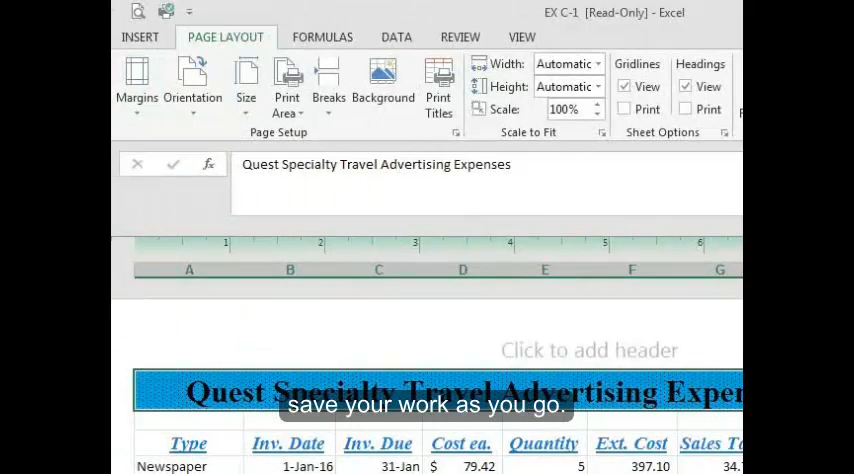 EX C-1 [Read-Only] - Excel
INSERT PAGE LAYOUT FORMULAS DATA REVIEW VIEW
Width: Automatic Gridlines Headings
Height: Automatic View View
Scale: 100% Print Print
Margins Orientation Size Print Area Breaks Background Print Titles
Page Setup Scale to Fit Sheet Options
fx Quest Specialty Travel Advertising Expenses
1 2 3 4 5 6
A B C D E F G
Click to add header
Quest Specialty Travel Advertising Expen
save your work as you go.
Type Inv. Date Inv. Due Cost ea. Quantity Ext. Cost Sales Ta
Newspaper 1-Jan-16 31-Jan $ 79.42 5 397.10 34.